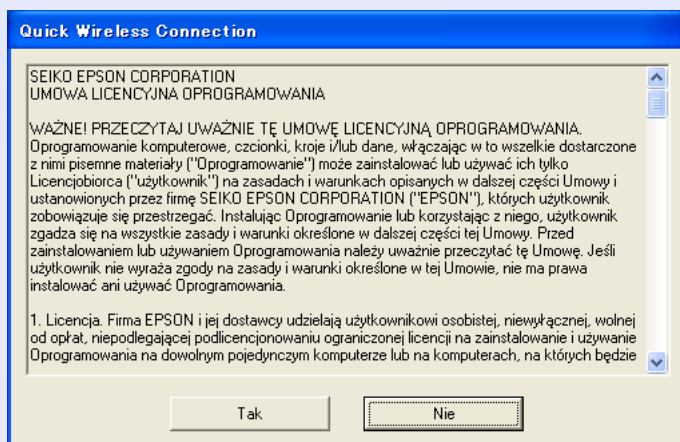 Quick Wireless Connection
SEIKO EPSON CORPORATION
UMOWA LICENCYJNA OPROGRAMOWANIA
WAŻNE! PRZECZYTAJ UWAŻNIE TĘ UMOWĘ LICENCYJNĄ OPROGRAMOWANIA.
Oprogramowanie komputerowe, czcionki, kroje i/lub dane, włączając w to wszelkie dostarczone
z nimi pisemne materiały ("Oprogramowanie") może zainstalować lub używać ich tylko
Licencjobiorca ("użytkownik") na zasadach i warunkach opisanych w dalszej części Umowy i
ustanowionych przez firmę SEIKO EPSON CORPORATION ("EPSON"), których użytkownik
zobowiązuje się przestrzegać. Instalując Oprogramowanie lub korzystając z niego, użytkownik
zgadza się na wszystkie zasady i warunki określone w dalszej części tej Umowy. Przed
zainstalowaniem lub używaniem Oprogramowania należy uważnie przeczytać tę Umowę. Jeśli
użytkownik nie wyraża zgody na zasady i warunki określone w tej Umowie, nie ma prawa
instalować ani używać Oprogramowania.
1. Licencja. Firma EPSON i jej dostawcy udzielają użytkownikowi osobistej, niewyłącznej, wolnej
od opłat, niepodlegającej podlicencjonowaniu ograniczonej licencji na zainstalowanie i używanie
Oprogramowania na dowolnym pojedynczym komputerze lub na komputerach, na których będzie
Tak
Nie